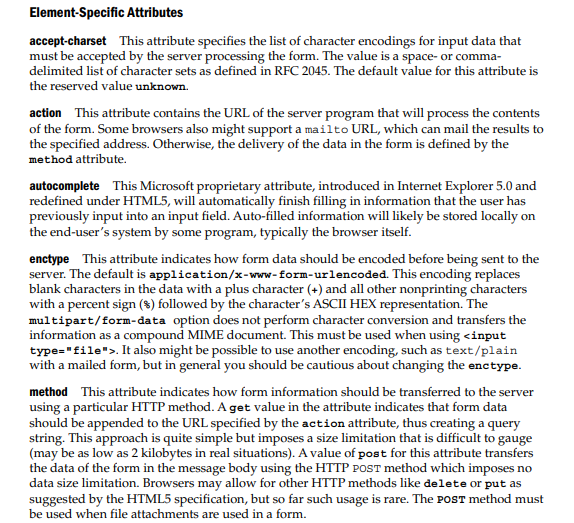 Element-Specific Attributes
accept-charset This attribute specifies the list of character encodings for input data that
must be accepted by the server processing the form. The value is a space- or comma-
delimited list of character sets as defined in RFC 2045. The default value for this attribute is
the reserved value unknown.
action This attribute contains the URL of the server program that will process the contents
of the form. Some browsers also might support a mailto URL, which can mail the results to
the specified address. Otherwise, the delivery of the data in the form is defined by the
method attribute.
autocomplete This Microsoft proprietary attribute, introduced in Internet Explorer 5.0 and
redefined under HTML5, will automatically finish filling in information that the user has
previously input into an input field. Auto-filled information will likely be stored locally on
the end-user's system by some program, typically the browser itself.
enctype This attribute indicates how form data should be encoded before being sent to the
server. The default is application/x-www-form-urlencoded. This encoding replaces
blank characters in the data with a plus character (+) and all other nonprinting characters
with a percent sign (%) followed by the character's ASCII HEX representation. The
multipart/form-data option does not perform character conversion and transfers the
information as a compound MIME document. This must be used when using <input
type="file">. It also might be possible to use another encoding, such as text/plain
with a mailed form, but in general you should be cautious about changing the enctype.
method This attribute indicates how form information should be transferred to the server
using a particular HTTP method. A get value in the attribute indicates that form data
should be appended to the URL specified by the action attribute, thus creating a query
string. This approach is quite simple but imposes a size limitation that is difficult to gauge
(may be as low as 2 kilobytes in real situations). A value of post for this attribute transfers
the data of the form in the message body using the HTTP POST method which imposes no
data size limitation. Browsers may allow for other HTTP methods like delete or put as
suggested by the HTML5 specification, but so far such usage is rare. The POST method must
be used when file attachments are used in a form.